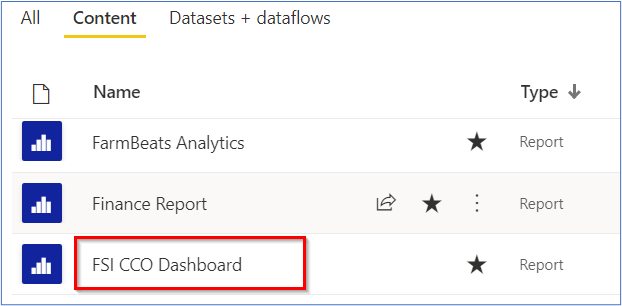 All Content Datasets + dataflows
Name Type
FarmBeats Analytics Report
Finance Report Report
FSI CCO Dashboard Report